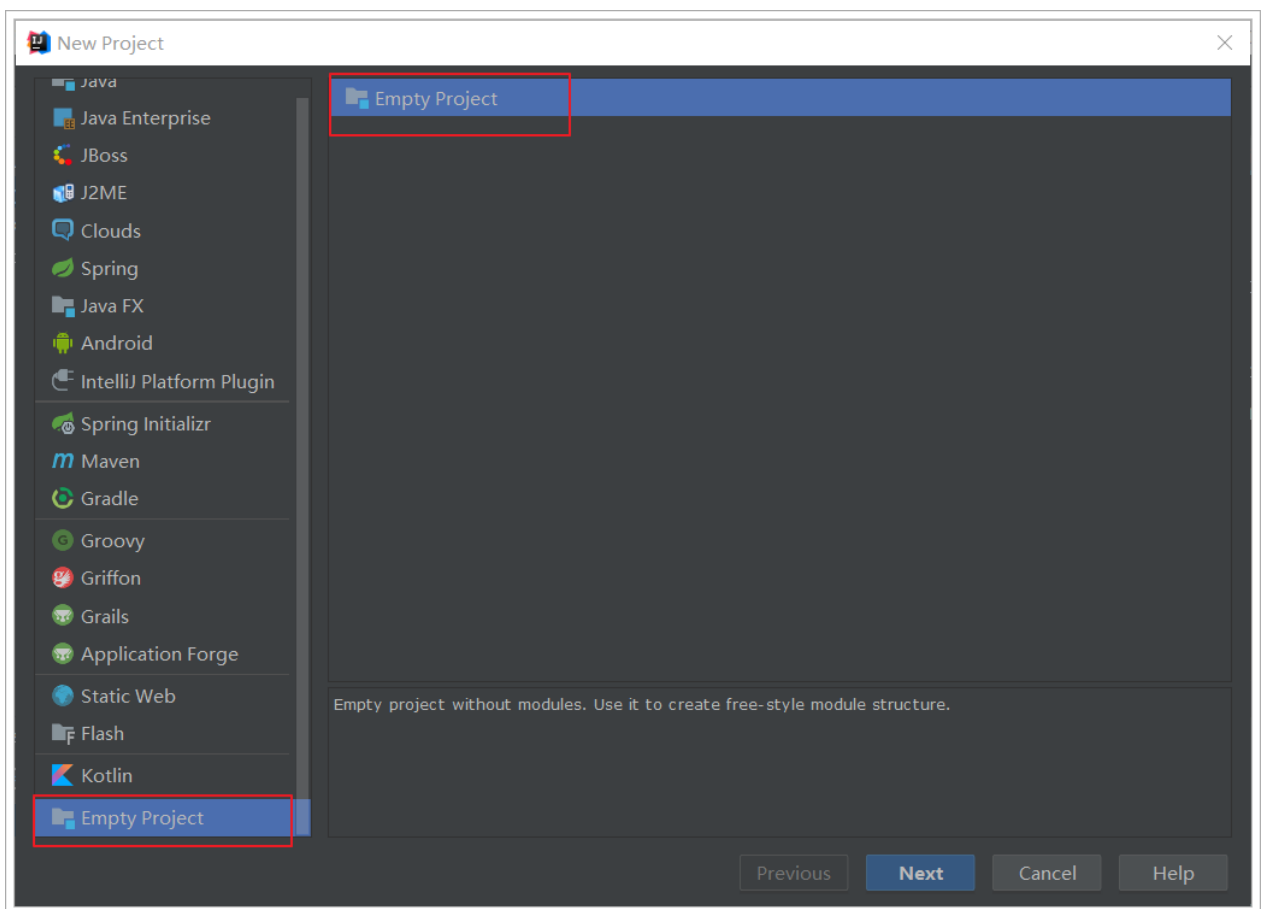 New Project
Java
Java Enterprise
JBoss
J2ME
Clouds
Spring
Java FX
Android
IntelliJ Platform Plugin
Spring Initializr
Maven
Gradle
Groovy
Griffon
Grails
Application Forge
Static Web
Flash
Kotlin
Empty Project
Empty Project
Empty project without modules. Use it to create free-style module structure.
Previous Next Cancel Help